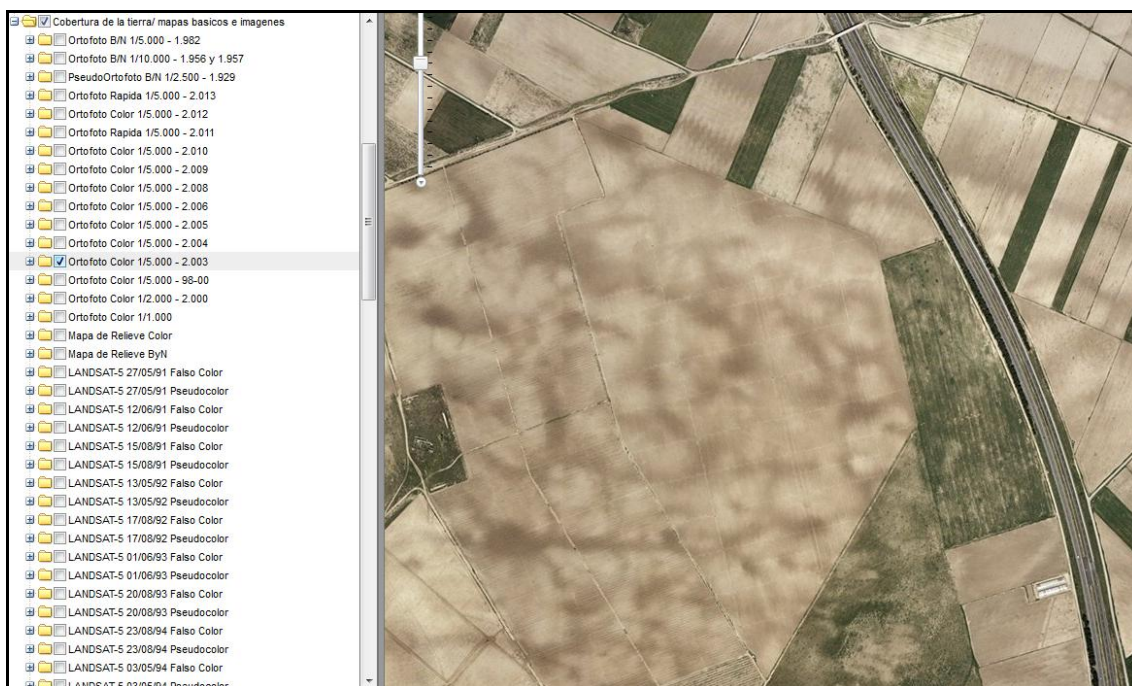 Cobertura de la tierra/ mapas basicos e imagenes
Ortofoto B/N 1/5.000 - 1.982
Ortofoto B/N 1/10.000 - 1.956 y 1.957
PseudoOrtofoto B/N 1/2.500 - 1.929
Ortofoto Rapida 1/5.000 - 2.013
Ortofoto Color 1/5.000 - 2.012
Ortofoto Rapida 1/5.000 - 2.011
Ortofoto Color 1/5.000 - 2.010
Ortofoto Color 1/5.000 - 2.009
Ortofoto Color 1/5.000 - 2.008
Ortofoto Color 1/5.000 - 2.006
Ortofoto Color 1/5.000 - 2.005
Ortofoto Color 1/5.000 - 2.004
Ortofoto Color 1/5.000 - 2.003
Ortofoto Color 1/5.000 - 98-00
Ortofoto Color 1/2.000 - 2.000
Ortofoto Color 1/1.000
Mapa de Relieve Color
Mapa de Relieve ByN
LANDSAT-5 27/05/91 Falso Color
LANDSAT-5 27/05/91 Pseudocolor
LANDSAT-5 12/06/91 Falso Color
LANDSAT-5 12/06/91 Pseudocolor
LANDSAT-5 15/08/91 Falso Color
LANDSAT-5 15/08/91 Pseudocolor
LANDSAT-5 13/05/92 Falso Color
LANDSAT-5 13/05/92 Pseudocolor
LANDSAT-5 17/08/92 Falso Color
LANDSAT-5 17/08/92 Pseudocolor
LANDSAT-5 01/06/93 Falso Color
LANDSAT-5 01/06/93 Pseudocolor
LANDSAT-5 20/08/93 Falso Color
LANDSAT-5 20/08/93 Pseudocolor
LANDSAT-5 23/08/94 Falso Color
LANDSAT-5 23/08/94 Pseudocolor
LANDSAT-5 03/05/94 Falso Color
LANDSAT-5 03/05/94 Pseudocolor